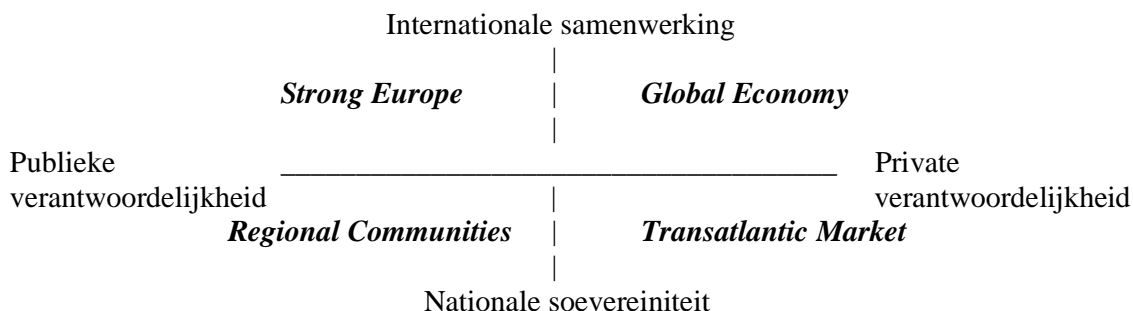 Internationale samenwerking
Strong Europe | Global Economy
Publieke Private
verantwoordelijkheid verantwoordelijkheid
Regional Communities | Transatlantic Market
Nationale soevereiniteit